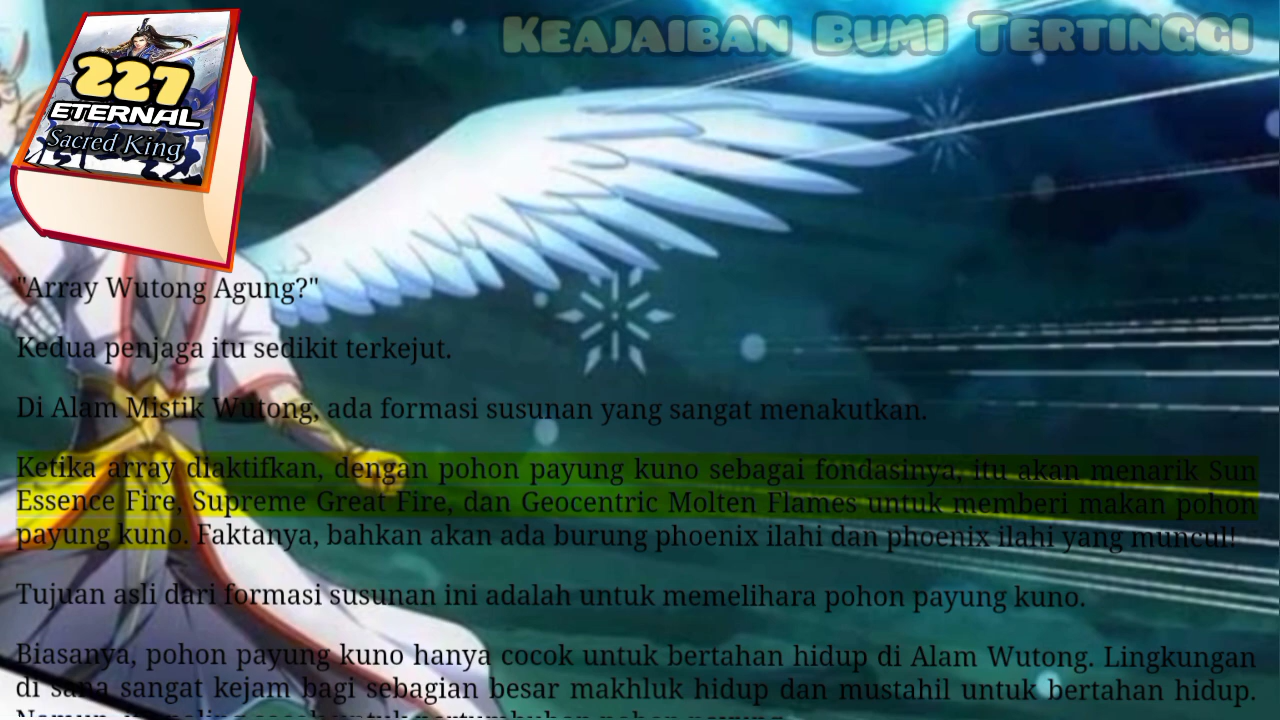 Keajaiban Bumi Tertinggi
227
ETERNAL
Sacred King
"Array Wutong Agung?"
Kedua penjaga itu sedikit terkejut.
Di Alam Mistik Wutong, ada formasi susunan yang sangat menakutkan.
Ketika array diaktifkan, dengan pohon payung kuno sebagai fondasinya, itu akan menarik Sun
Essence Fire, Supreme Great Fire, dan Geocentric Molten Flames untuk memberi makan pohon
payung kuno. Faktanya, bahkan akan ada burung phoenix ilahi dan phoenix ilahi yang muncul!
Tujuan asli dari formasi susunan ini adalah untuk memelihara pohon payung kuno.
Biasanya, pohon payung kuno hanya cocok untuk bertahan hidup di Alam Wutong. Lingkungan
di sana sangat kejam bagi sebagian besar makhluk hidup dan mustahil untuk bertahan hidup.